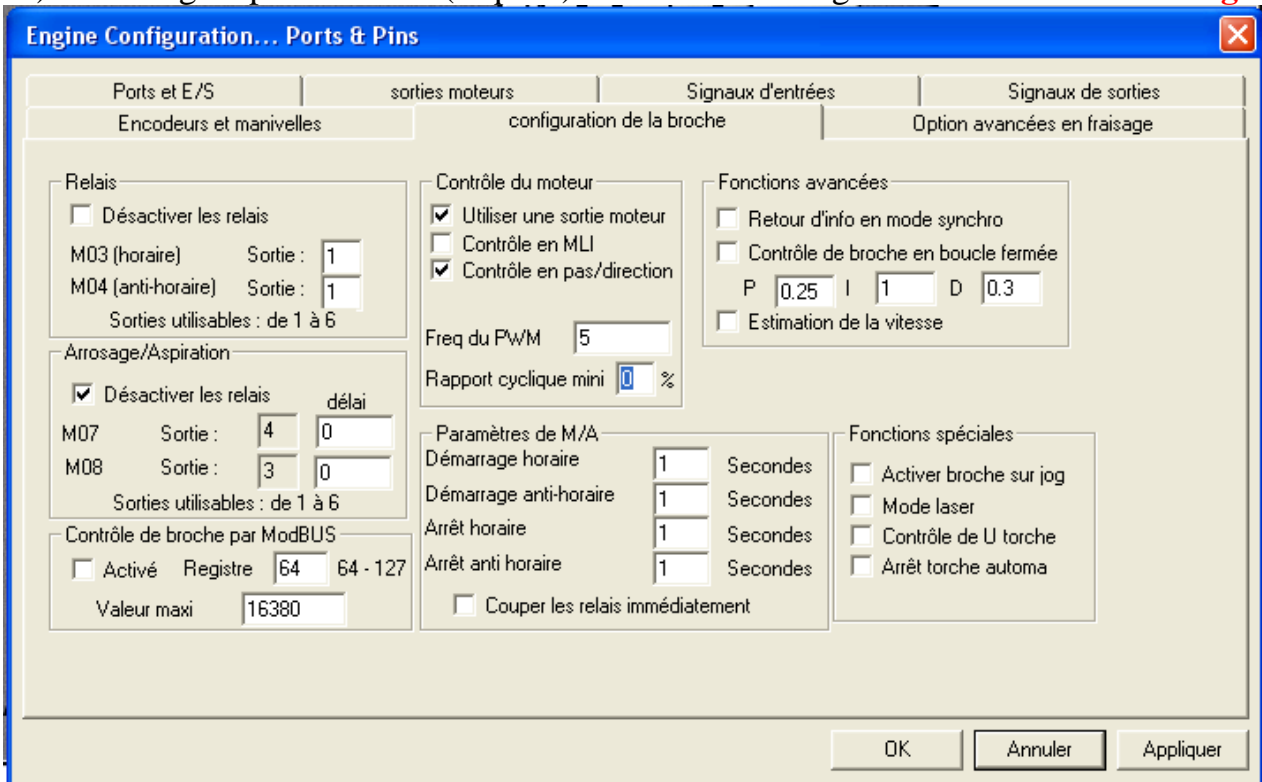 Engine Configuration... Ports & Pins
Ports et E/S sorties moteurs Signaux d'entrées Signaux de sorties
Encodeurs et manivelles configuration de la broche Option avancées en fraisage
Relais
Désactiver les relais
M03 (horaire) Sortie : 1
M04 (anti-horaire) Sortie : 1
Sorties utilisables : de 1 à 6
Arrosage/Aspiration
Désactiver les relais
délai
M07 Sortie : 4 0
M08 Sortie : 3 0
Sorties utilisables : de 1 à 6
Contrôle de broche par ModBUS
Activé Registre 64 64 - 127
Valeur maxi 16380
Contrôle du moteur
Utiliser une sortie moteur
Contrôle en MLI
Contrôle en pas/direction
Freq du PWM 5
Rapport cyclique mini 0 %
Paramètres de M/A
Démarrage horaire 1 Secondes
Démarrage anti-horaire 1 Secondes
Arrêt horaire 1 Secondes
Arrêt anti horaire 1 Secondes
Couper les relais immédiatement
Fonctions avancées
Retour d'info en mode synchro
Contrôle de broche en boucle fermée
P 0.25 I 1 D 0.3
Estimation de la vitesse
Fonctions spéciales
Activer broche sur jog
Mode laser
Contrôle de U torche
Arrêt torche automa
OK Annuler Appliquer